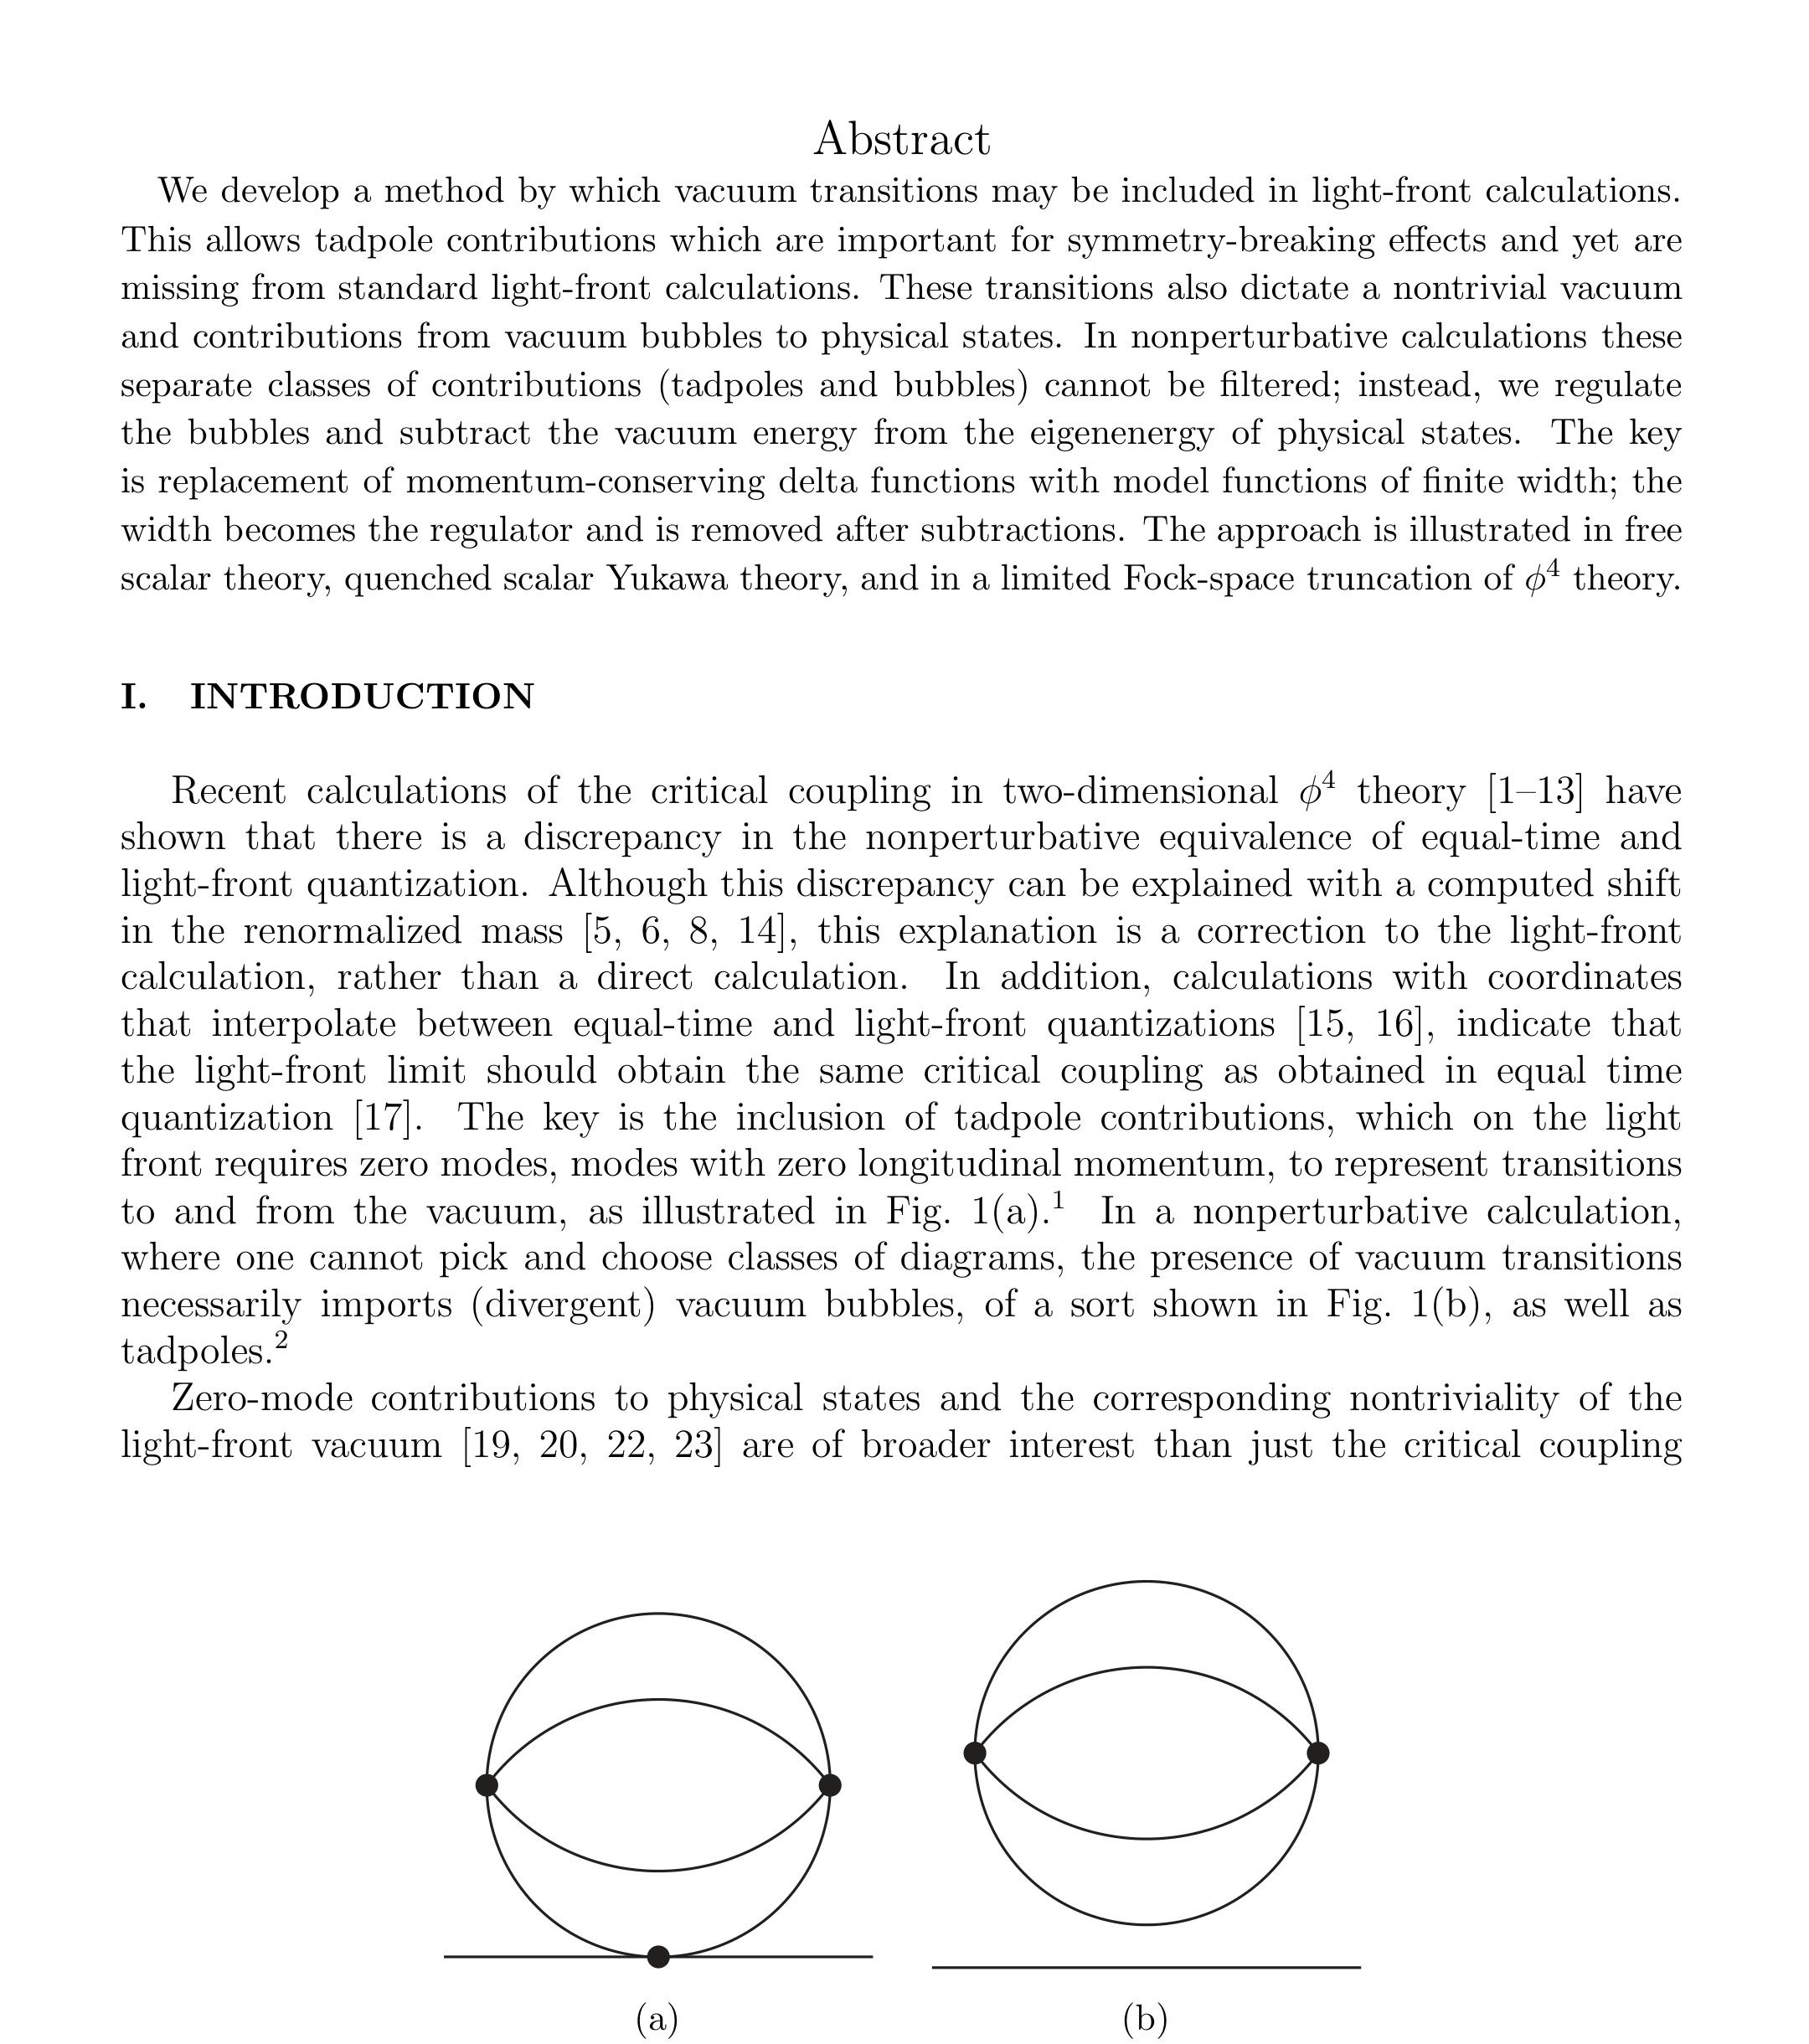 Abstract
We develop a method by which vacuum transitions may be included in light-front calculations.
This allows tadpole contributions which are important for symmetry-breaking effects and yet are
missing from standard light-front calculations. These transitions also dictate a nontrivial vacuum
and contributions from vacuum bubbles to physical states. In nonperturbative calculations these
separate classes of contributions (tadpoles and bubbles) cannot be filtered; instead, we regulate
the bubbles and subtract the vacuum energy from the eigenenergy of physical states. The key
is replacement of momentum-conserving delta functions with model functions of finite width; the
width becomes the regulator and is removed after subtractions. The approach is illustrated in free
scalar theory, quenched scalar Yukawa theory, and in a limited Fock-space truncation of ϕ⁴ theory.
I. INTRODUCTION
Recent calculations of the critical coupling in two-dimensional ϕ⁴ theory [1–13] have
shown that there is a discrepancy in the nonperturbative equivalence of equal-time and
light-front quantization. Although this discrepancy can be explained with a computed shift
in the renormalized mass [5, 6, 8, 14], this explanation is a correction to the light-front
calculation, rather than a direct calculation. In addition, calculations with coordinates
that interpolate between equal-time and light-front quantizations [15, 16], indicate that
the light-front limit should obtain the same critical coupling as obtained in equal time
quantization [17]. The key is the inclusion of tadpole contributions, which on the light
front requires zero modes, modes with zero longitudinal momentum, to represent transitions
to and from the vacuum, as illustrated in Fig. 1(a).¹ In a nonperturbative calculation,
where one cannot pick and choose classes of diagrams, the presence of vacuum transitions
necessarily imports (divergent) vacuum bubbles, of a sort shown in Fig. 1(b), as well as
tadpoles.²
Zero-mode contributions to physical states and the corresponding nontriviality of the
light-front vacuum [19, 20, 22, 23] are of broader interest than just the critical coupling
(a) (b)